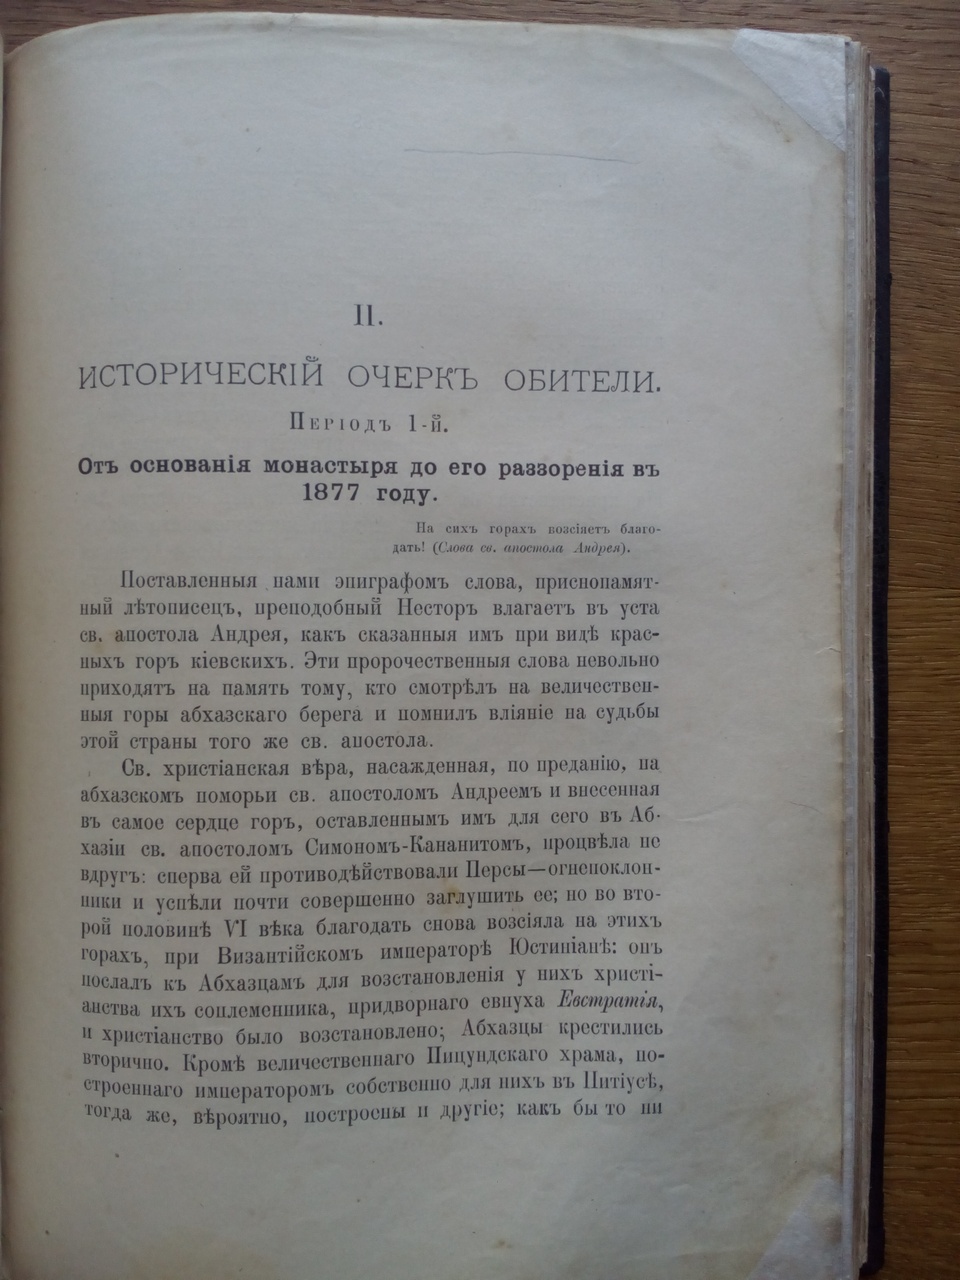 II.
ИСТОРИЧЕСКІЙ ОЧЕРКЪ ОБИТЕЛИ.
Періодъ 1-й.
Отъ основанія монастыря до его раззоренія въ
1877 году.
На сихъ горахъ возсіяетъ благо-
дать! (Слова св. апостола Андрея).
Поставленныя нами эпиграфомъ слова, приснопамят-
ный лѣтописецъ, преподобный Несторъ влагаетъ въ уста
св. апостола Андрея, какъ сказанныя имъ при видѣ крас-
ныхъ горъ кіевскихъ. Эти пророчественныя слова невольно
приходятъ на память тому, кто смотрѣлъ на величествен-
ныя горы абхазскаго берега и помнилъ вліяніе на судьбы
этой страны того же св. апостола.
Св. христіанская вѣра, насажденная, по преданію, на
абхазскомъ поморьи св. апостоломъ Андреемъ и внесенная
въ самое сердце горъ, оставленнымъ имъ для сего въ Аб-
хазіи св. апостоломъ Симономъ-Кананитомъ, процвѣла не
вдругъ: сперва ей противодѣйствовали Персы—огнепоклон-
ники и успѣли почти совершенно заглушить ее; но во вто-
рой половинѣ VI вѣка благодать снова возсіяла на этихъ
горахъ, при Византійскомъ императорѣ Юстиніанѣ: онъ
послалъ къ Абхазцамъ для возстановленія у нихъ христі-
анства ихъ соплеменника, придворнаго евнуха Евстратія,
и христіанство было возстановлено; Абхазцы крестились
вторично. Кромѣ величественнаго Пицундскаго храма, по-
строеннаго императоромъ собственно для нихъ въ Питіусѣ,
тогда же, вѣроятно, построены и другіе; какъ бы то ни